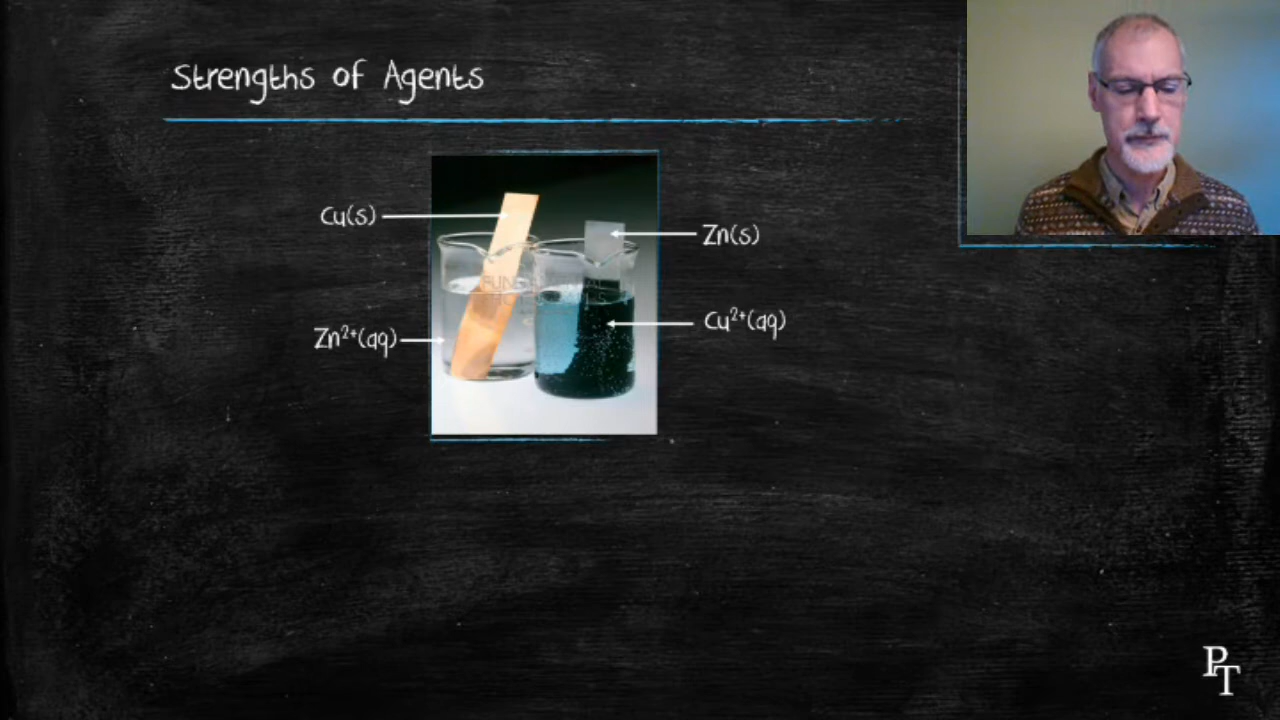 Strengths of Agents
Cu(s)
Zn(s)
Zn²⁺(aq)
Cu²⁺(aq)
PT